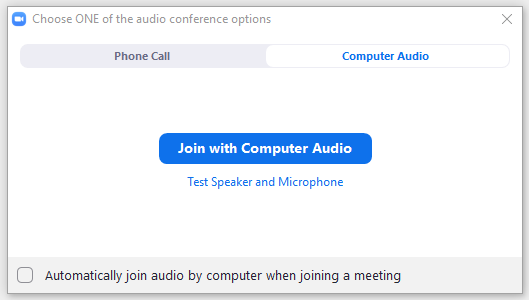 Choose ONE of the audio conference options
Phone Call
Computer Audio
Join with Computer Audio
Test Speaker and Microphone
Automatically join audio by computer when joining a meeting